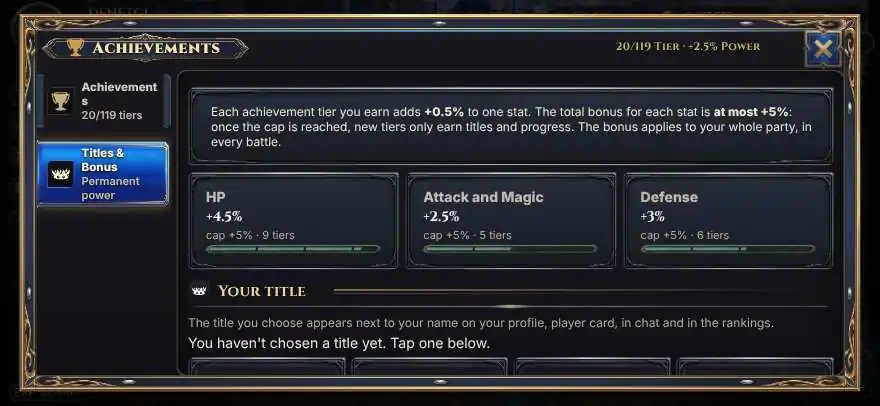 ACHIEVEMENTS
20/119 TIER · +2.5% POWER
Achievement
s
20/119 tiers
Titles &
Bonus
Permanent
power
Each achievement tier you earn adds +0.5% to one stat. The total bonus for each stat is at most +5%:
once the cap is reached, new tiers only earn titles and progress. The bonus applies to your whole party, in
every battle.
HP
+4.5%
cap +5% · 9 tiers
Attack and Magic
+2.5%
cap +5% · 5 tiers
Defense
+3%
cap +5% · 6 tiers
YOUR TITLE
The title you choose appears next to your name on your profile, player card, in chat and in the rankings.
You haven't chosen a title yet. Tap one below.